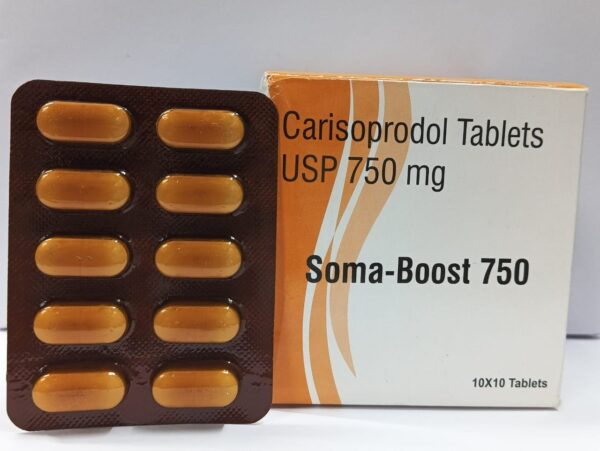 Carisoprodol Tablets
USP 750 mg
Soma-Boost 750
10X10 Tablets